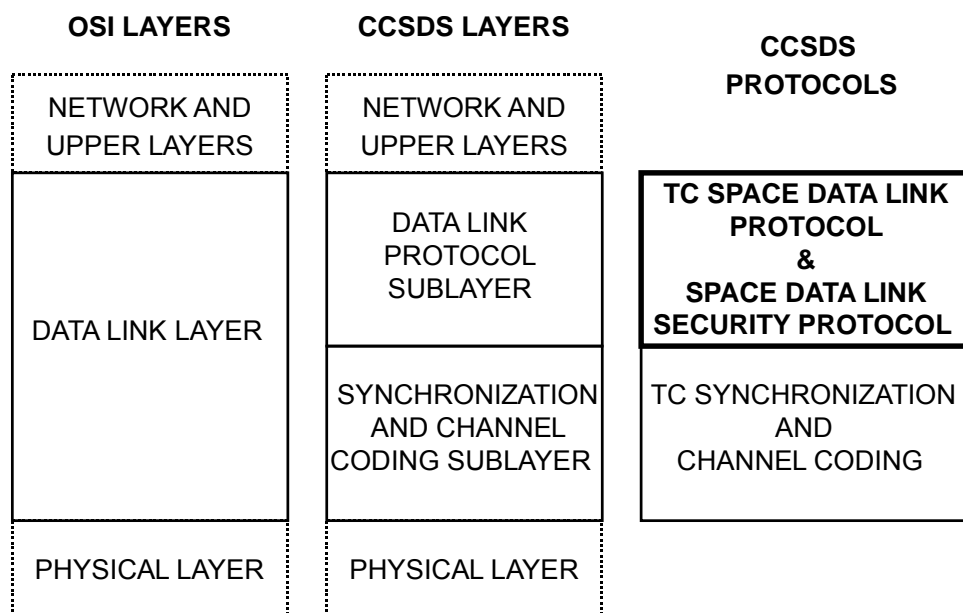 OSI LAYERS
NETWORK AND
UPPER LAYERS
DATA LINK LAYER
PHYSICAL LAYER
CCSDS LAYERS
NETWORK AND
UPPER LAYERS
DATA LINK
PROTOCOL
SUBLAYER
SYNCHRONIZATION
AND CHANNEL
CODING SUBLAYER
PHYSICAL LAYER
CCSDS
PROTOCOLS
TC SPACE DATA LINK
PROTOCOL
&
SPACE DATA LINK
SECURITY PROTOCOL
TC SYNCHRONIZATION
AND
CHANNEL CODING